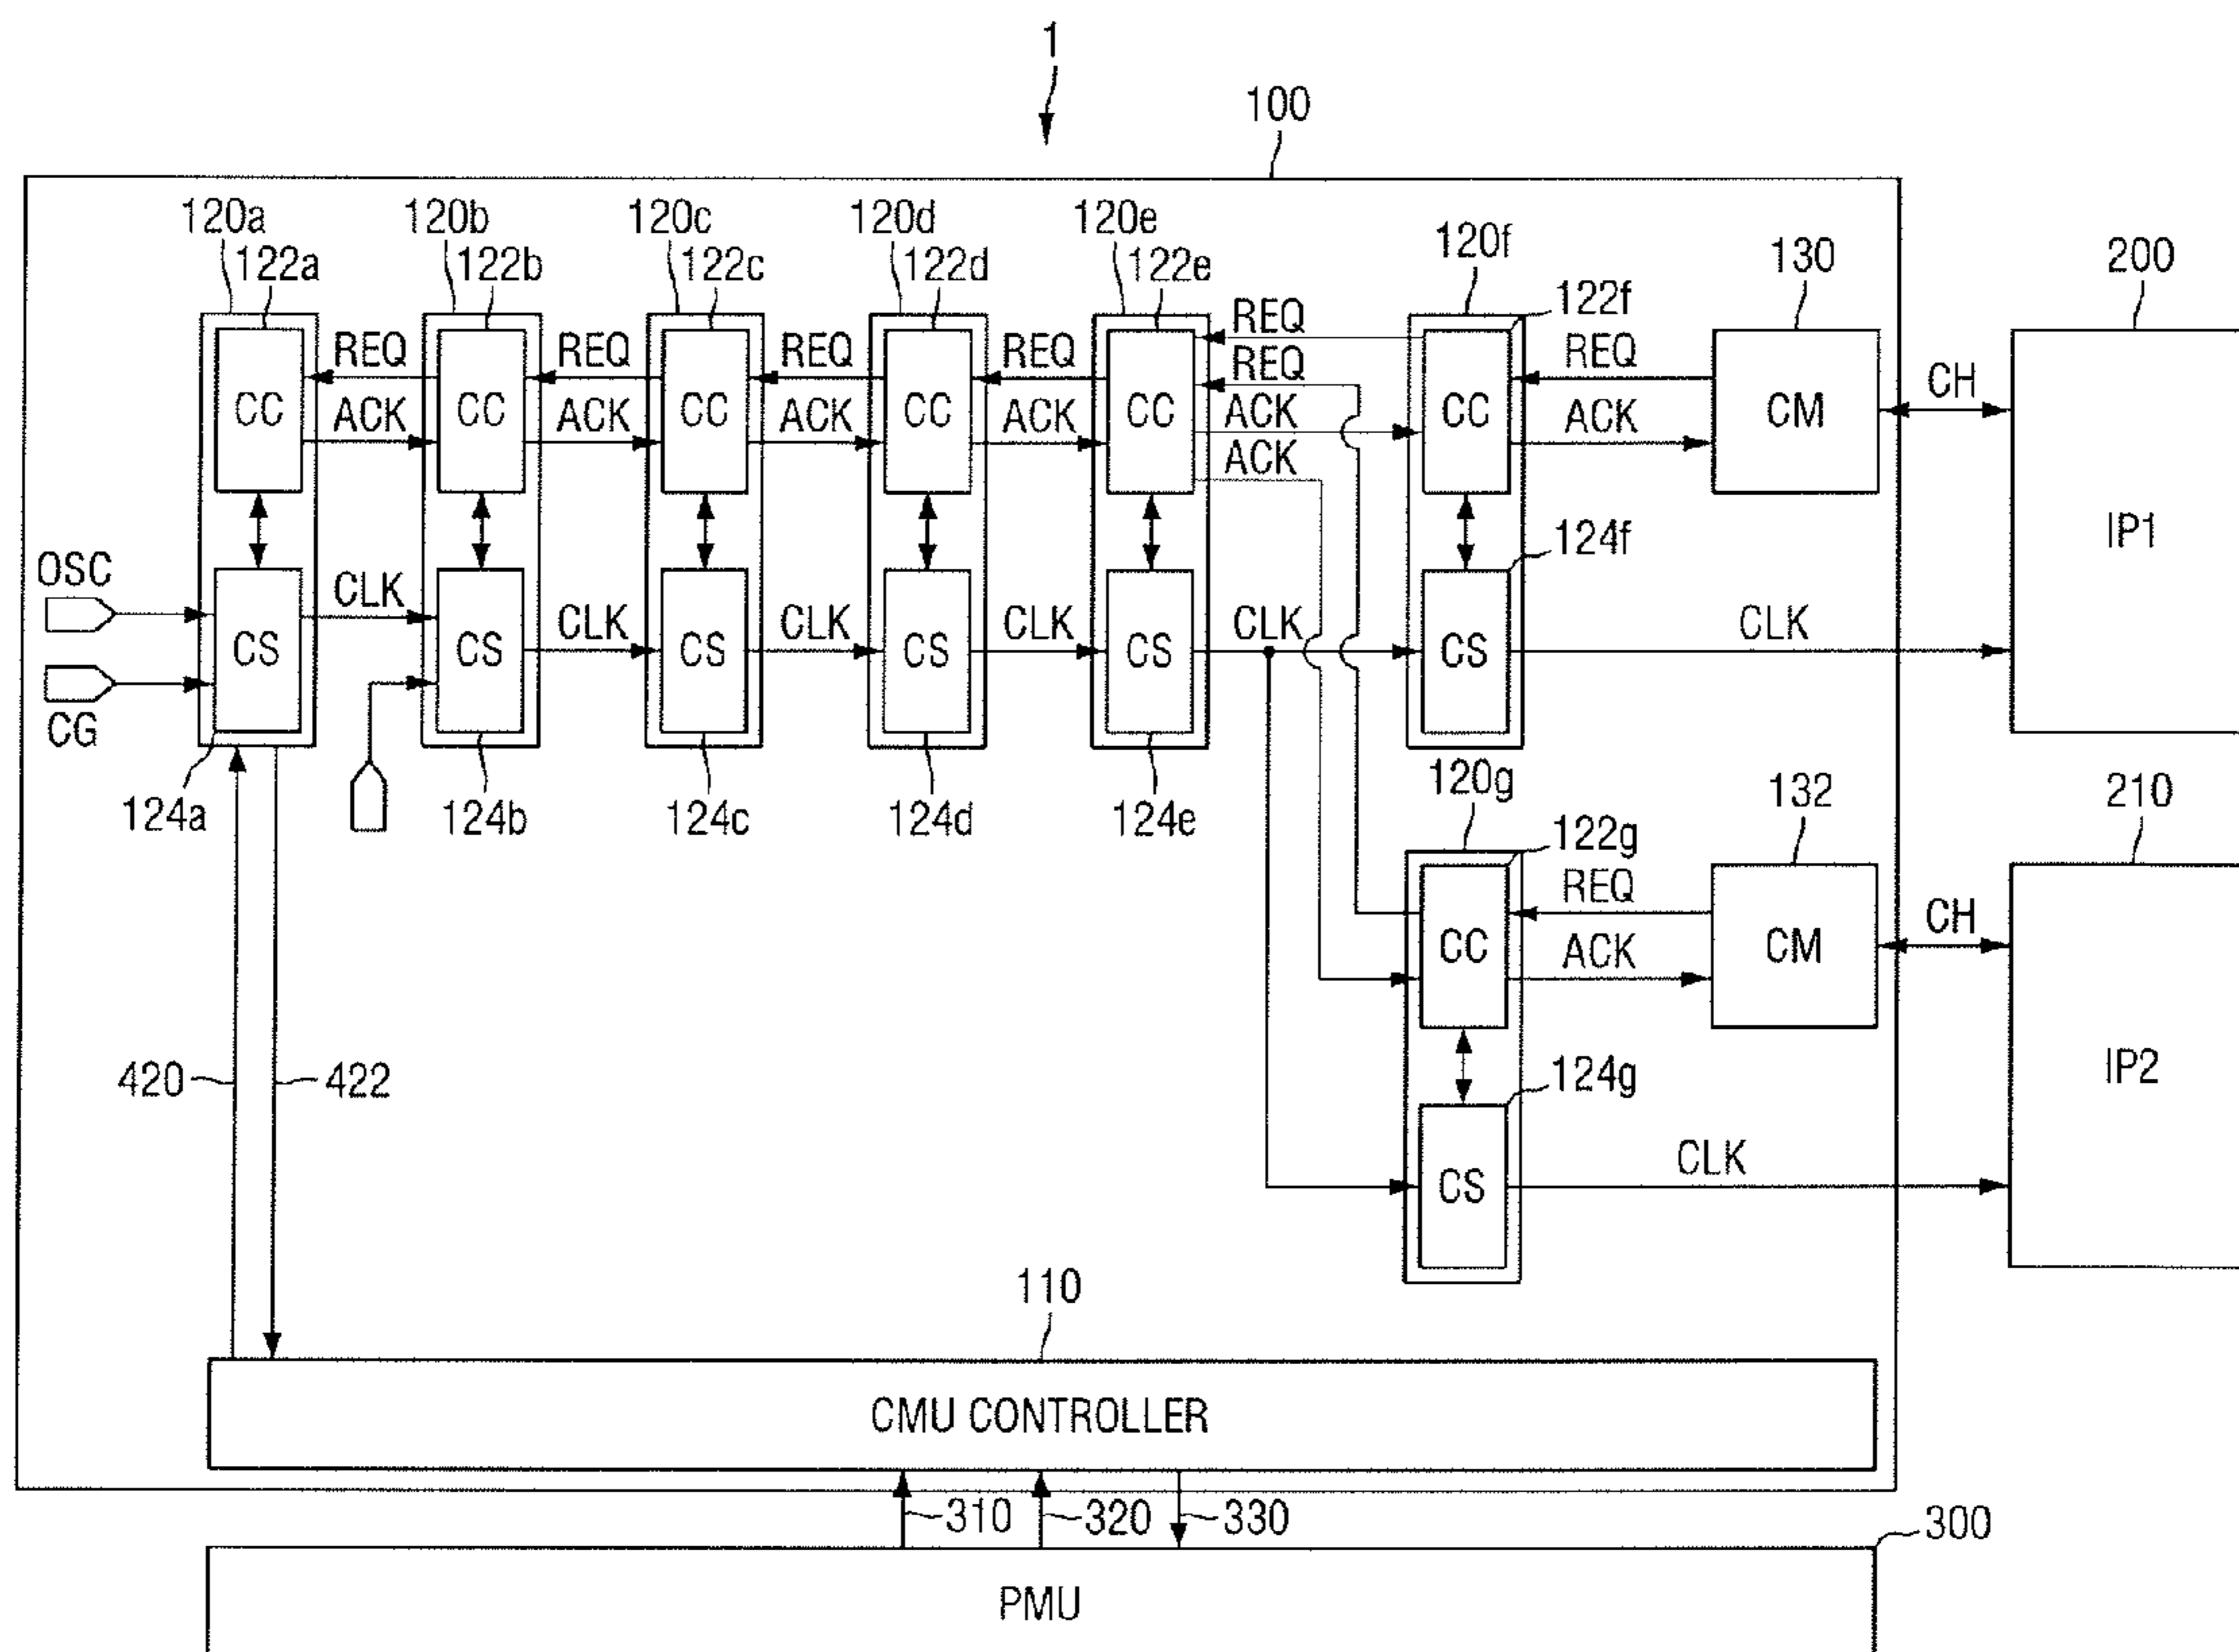 1
100
120a 120b 120c 120d 120e 120f 130 200
122a 122b 122c 122d 122e 122f
REQ REQ REQ REQ REQ REQ REQ
CC CC CC CC CC CC CM CH
ACK ACK ACK ACK ACK ACK ACK
IP1
OSC
CG
CS CS CS CS CS CS
CLK CLK CLK CLK CLK CLK
124f
124a 124b 124c 124d 124e
120g 132 210
122g
REQ
CC CM CH
ACK
IP2
420 422
124g
CS CLK
110
CMU CONTROLLER
310 320 330
300
PMU